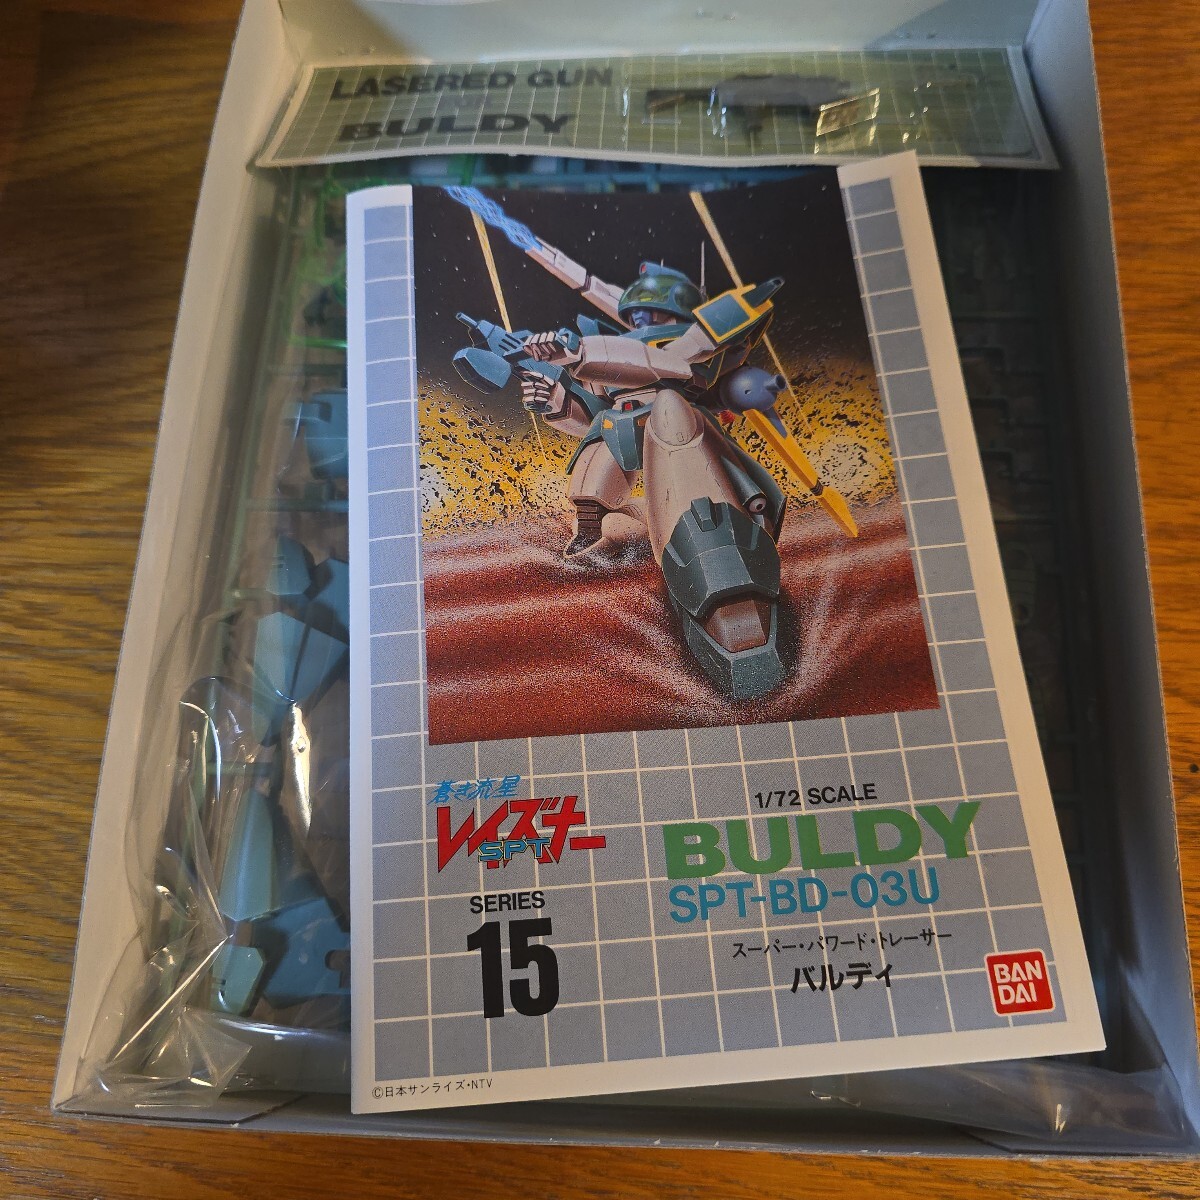 LASERED GUN
BULDY
蒼き流星
レイズナー
SPT
SERIES
15
1/72 SCALE
BULDY
SPT-BD-03U
スーパー・パワード・トレーサー
バルディ
BAN
DAI
©日本サンライズ・NTV